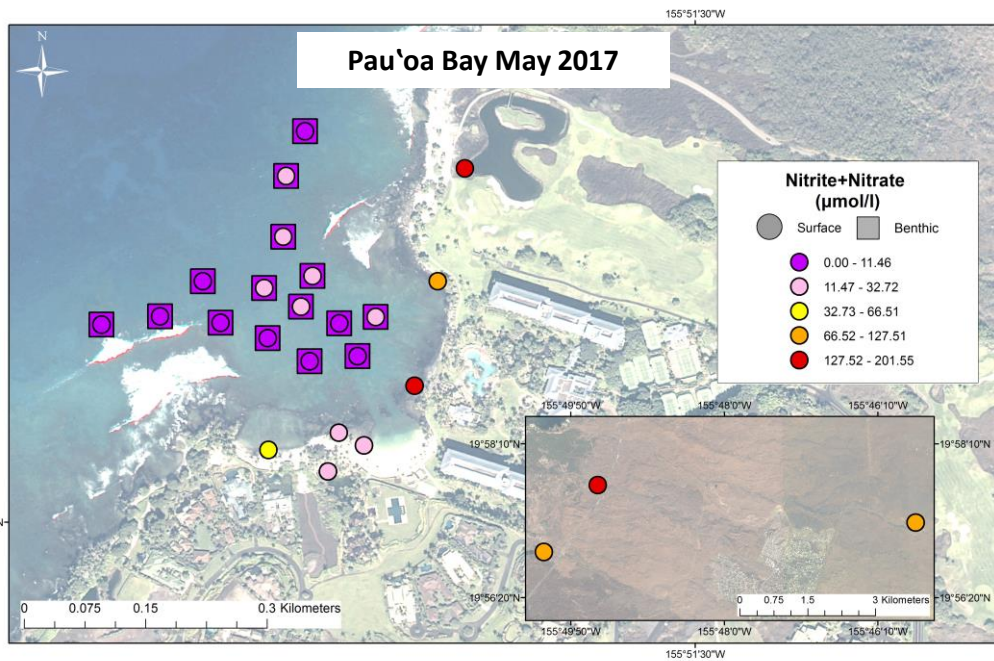 155°51'30"W
N
Pauʻoa Bay May 2017
Nitrite+Nitrate
(µmol/l)
Surface Benthic
0.00 - 11.46
11.47 - 32.72
32.73 - 66.51
66.52 - 127.51
127.52 - 201.55
155°49'50"W 155°48'0"W 155°46'10"W
19°58'10"N 19°58'10"N
N
0 0.075 0.15 0.3 Kilometers
0 0.75 1.5 3 Kilometers
19°56'20"N 19°56'20"N
155°49'50"W 155°48'0"W 155°46'10"W
155°51'30"W